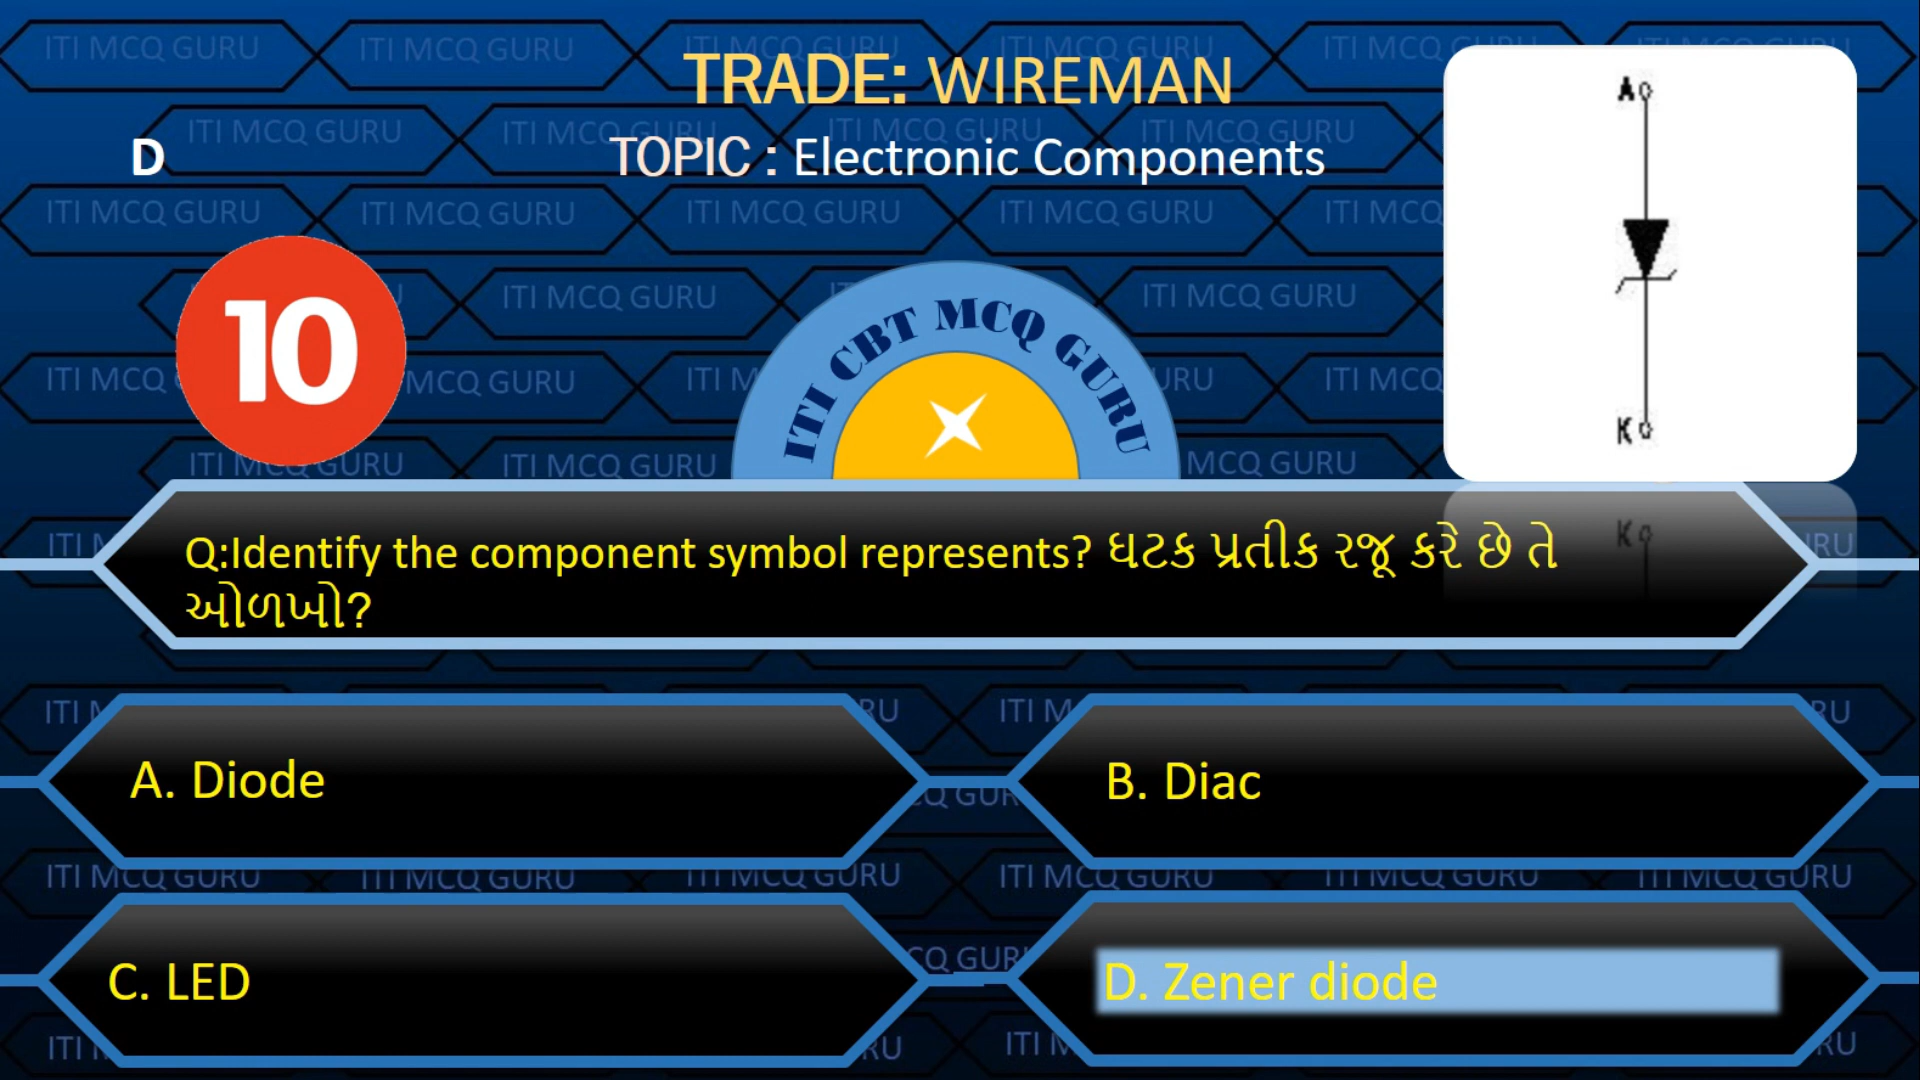 TRADE: WIREMAN
D
TOPIC : Electronic Components
10
ITI CBT MCQ GURU
A
K
Q:Identify the component symbol represents? ઘટક પ્રતીક રજૂ કરે છે તે
ઓળખો?
A. Diode
B. Diac
C. LED
D. Zener diode
ITI MCQ GURU